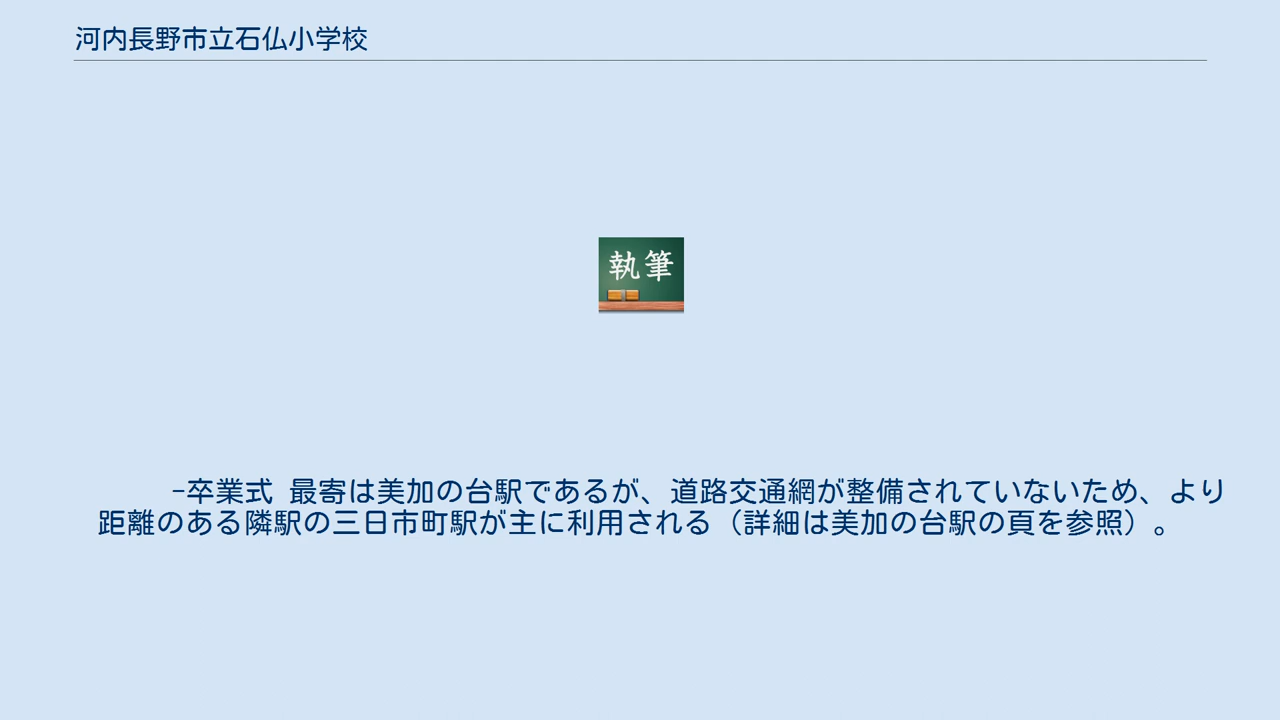 河内長野市立石仏小学校
執筆
-卒業式 最寄は美加の台駅であるが、道路交通網が整備されていないため、より
距離のある隣駅の三日市町駅が主に利用される（詳細は美加の台駅の頁を参照）。